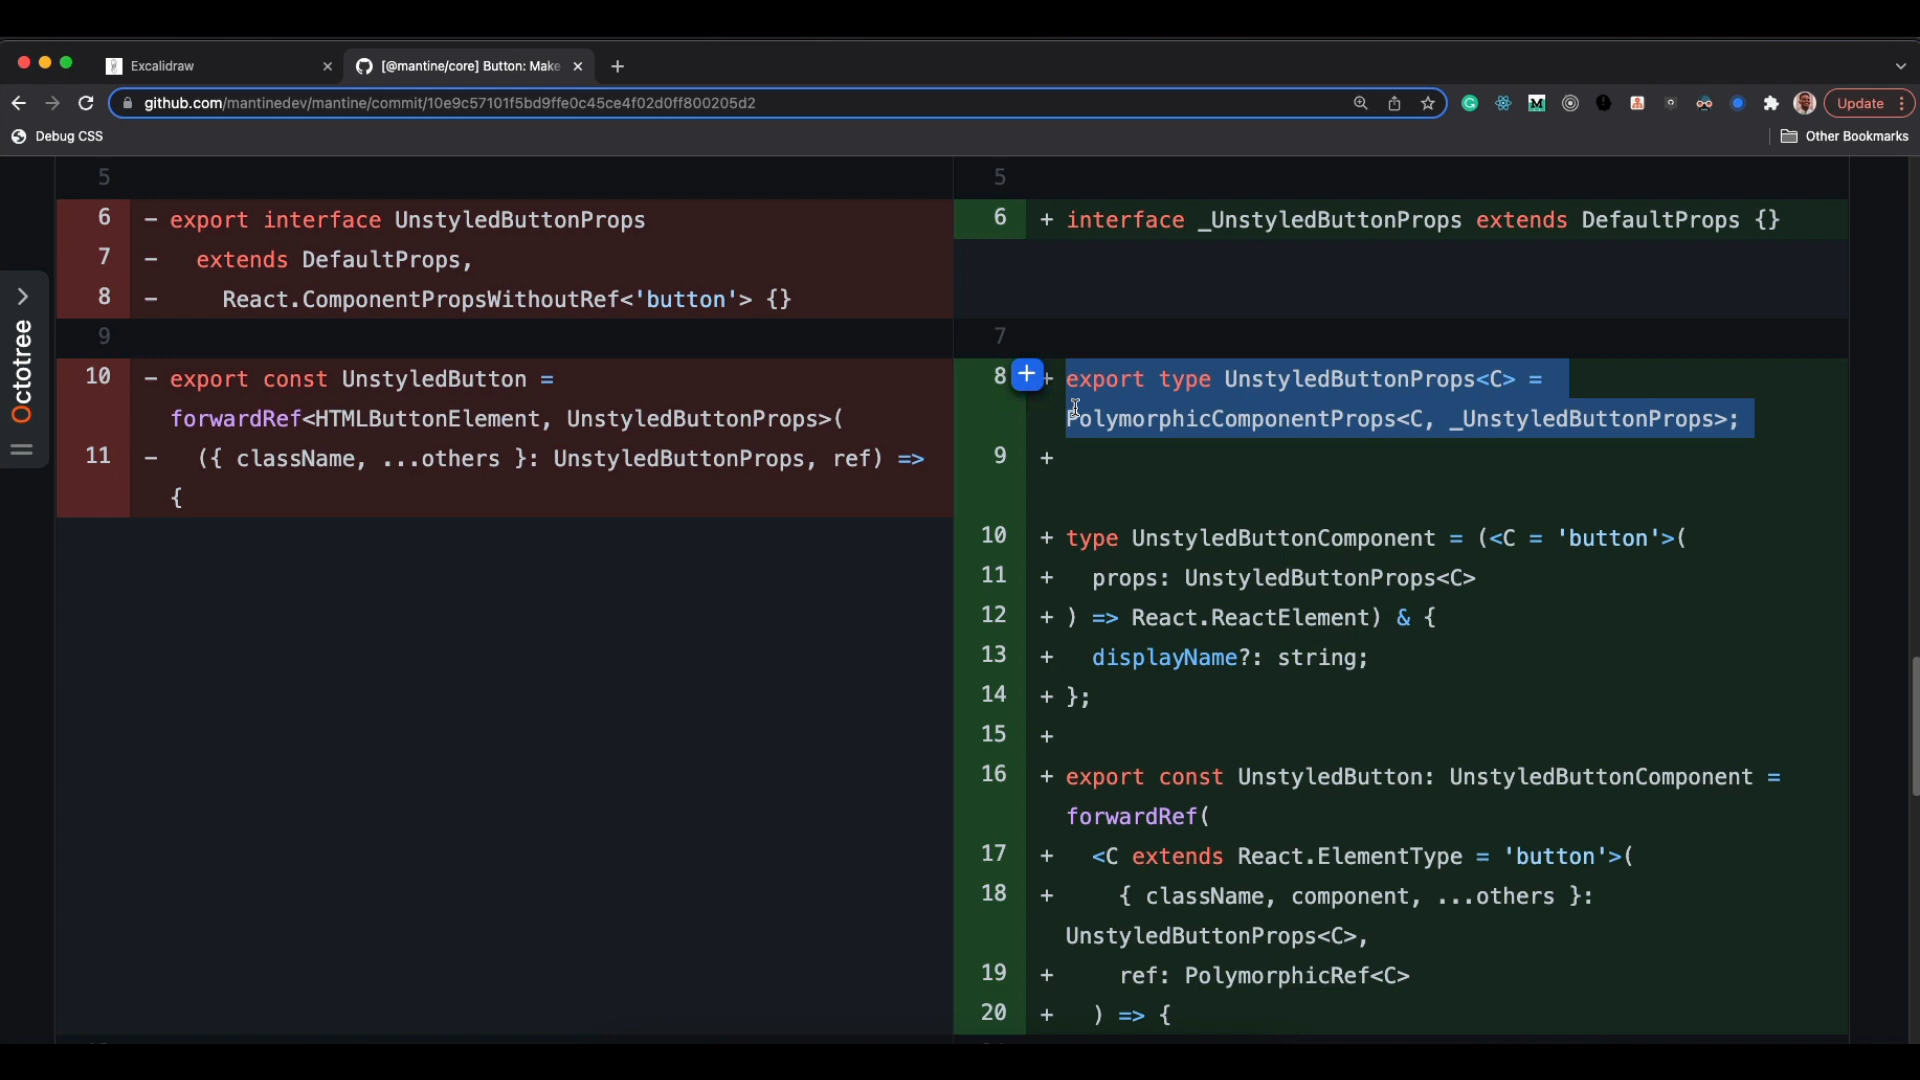 Excalidraw
[@mantine/core] Button: Make
github.com/mantinedev/mantine/commit/10e9c57101f5bd9ffe0c45ce4f02d0ff800205d2
Update
Debug CSS
Other Bookmarks
Octotree
5
6 - export interface UnstyledButtonProps
7 - extends DefaultProps,
8 - React.ComponentPropsWithoutRef<'button'> {}
9
10 - export const UnstyledButton =
forwardRef<HTMLButtonElement, UnstyledButtonProps>(
11 - ({ className, ...others }: UnstyledButtonProps, ref) =>
{
5
6 + interface _UnstyledButtonProps extends DefaultProps {}
7
8 + export type UnstyledButtonProps<C> =
PolymorphicComponentProps<C, _UnstyledButtonProps>;
9 +
10 + type UnstyledButtonComponent = (<C = 'button'>(
11 + props: UnstyledButtonProps<C>
12 + ) => React.ReactElement) & {
13 + displayName?: string;
14 + };
15 +
16 + export const UnstyledButton: UnstyledButtonComponent =
forwardRef(
17 + <C extends React.ElementType = 'button'>(
18 + { className, component, ...others }:
UnstyledButtonProps<C>,
19 + ref: PolymorphicRef<C>
20 + ) => {